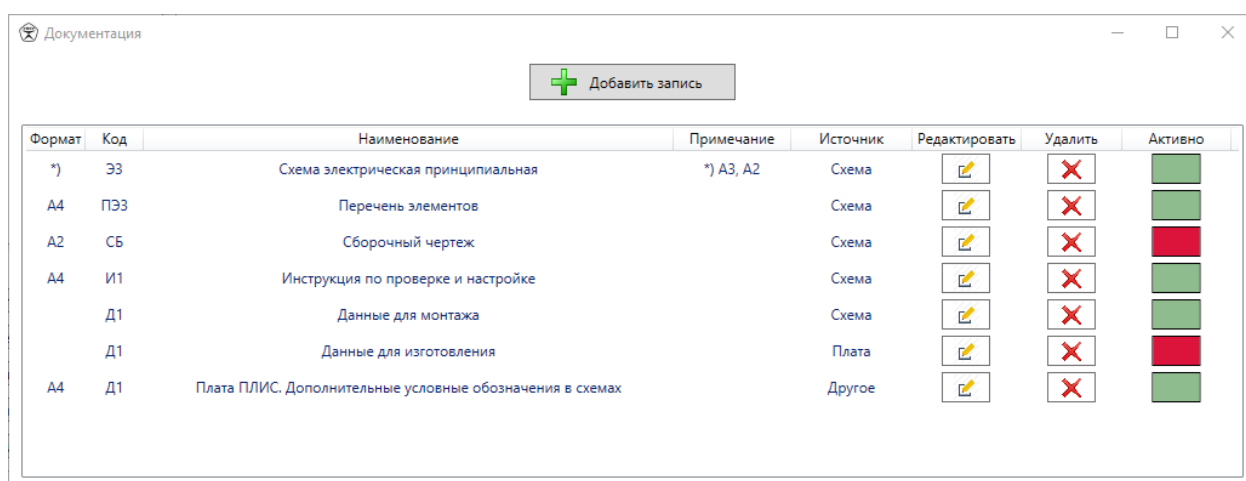 Документация
Добавить запись
Формат Код Наименование Примечание Источник Редактировать Удалить Активно
*) Э3 Схема электрическая принципиальная *) А3, А2 Схема
А4 ПЭ3 Перечень элементов Схема
А2 СБ Сборочный чертеж Схема
А4 И1 Инструкция по проверке и настройке Схема
Д1 Данные для монтажа Схема
Д1 Данные для изготовления Плата
А4 Д1 Плата ПЛИС. Дополнительные условные обозначения в схемах Другое